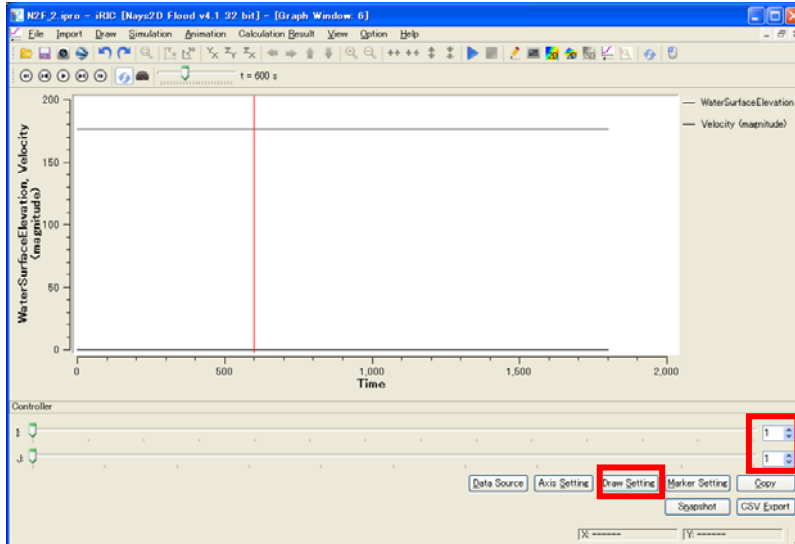 N2F_2.ipro - iRIC [Nays2D Flood v4.1 32 bit] - [Graph Window: 6]
File Import Draw Simulation Animation Calculation Result View Option Help
t = 600 s
200
150
100
50
0
WaterSurfaceElevation, Velocity
(magnitude)
WaterSurfaceElevation
Velocity (magnitude)
0 500 1,000 1,500 2,000
Time
Controller
I: 1
J: 1
Data Source Axis Setting Draw Setting Marker Setting Copy
Snapshot CSV Export
X: ------ Y: ------